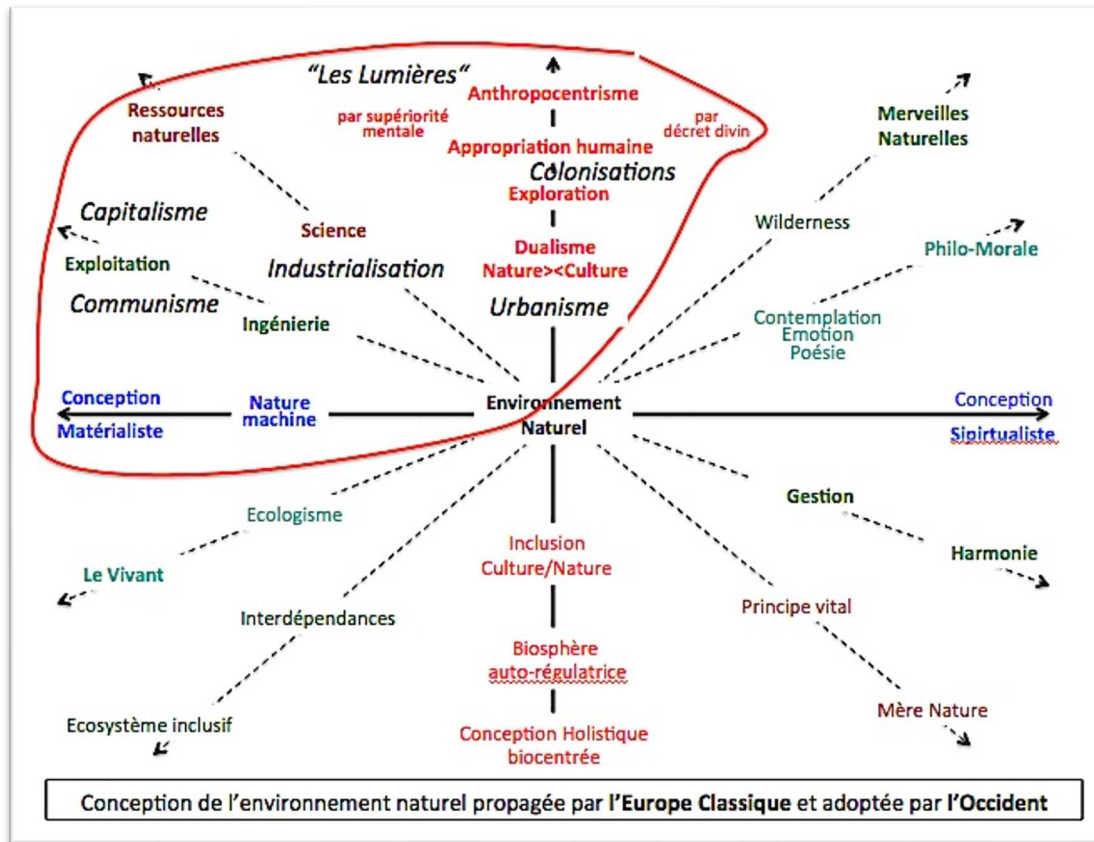 “Les Lumières“
Anthropocentrisme
Ressources
naturelles
par supériorité
mentale
par
décret divin
Merveilles
Naturelles
Appropriation humaine
Colonisations
Exploration
Capitalisme
Science
Wilderness
Philo-Morale
Exploitation
Industrialisation
Dualisme
Nature><Culture
Communisme
Ingénierie
Urbanisme
Contemplation
Emotion
Poésie
Conception
Matérialiste
Nature
machine
Environnement
Naturel
Conception
Sipirtualiste
Ecologisme
Gestion
Inclusion
Culture/Nature
Harmonie
Le Vivant
Interdépendances
Principe vital
Biosphère
auto-régulatrice
Ecosystème inclusif
Mère Nature
Conception Holistique
biocentrée
Conception de l’environnement naturel propagée par l’Europe Classique et adoptée par l’Occident